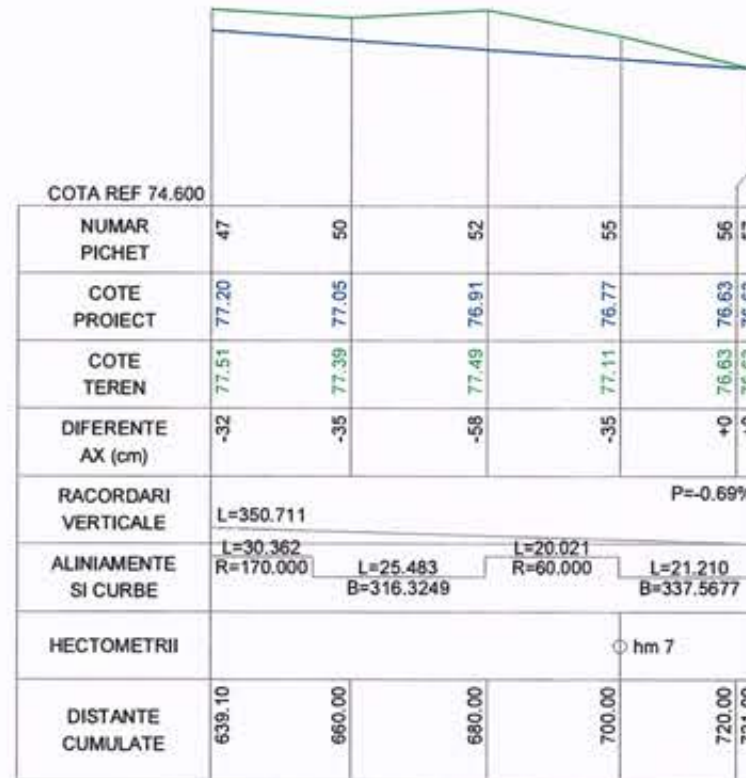 COTA REF 74.600
NUMAR
PICHET
47 50 52 55 56
COTE
PROIECT
77.20 77.05 76.91 76.77 76.63
COTE
TEREN
77.51 77.39 77.49 77.11 76.63
DIFERENTE
AX (cm)
-32 -35 -58 -35 +0
RACORDARI
VERTICALE
P=-0.69%
L=350.711
ALINIAMENTE
SI CURBE
L=30.362 L=20.021
R=170.000 L=25.483 R=60.000 L=21.210
B=316.3249 B=337.5677
HECTOMETRII
hm 7
DISTANTE
CUMULATE
639.10 660.00 680.00 700.00 720.00